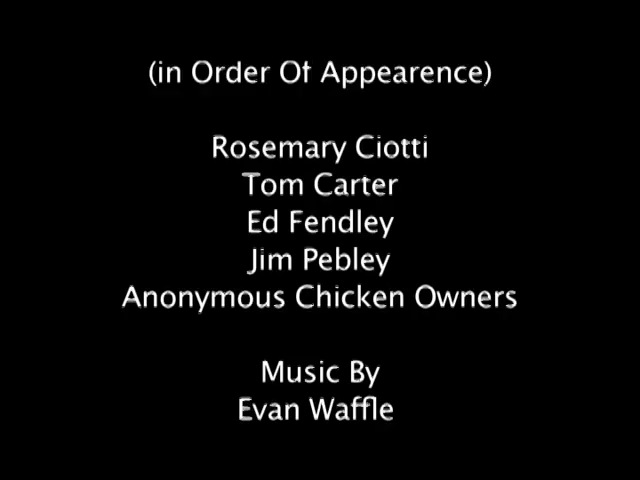 (in Order Of Appearence)
Rosemary Ciotti
Tom Carter
Ed Fendley
Jim Pebley
Anonymous Chicken Owners
Music By
Evan Waffle